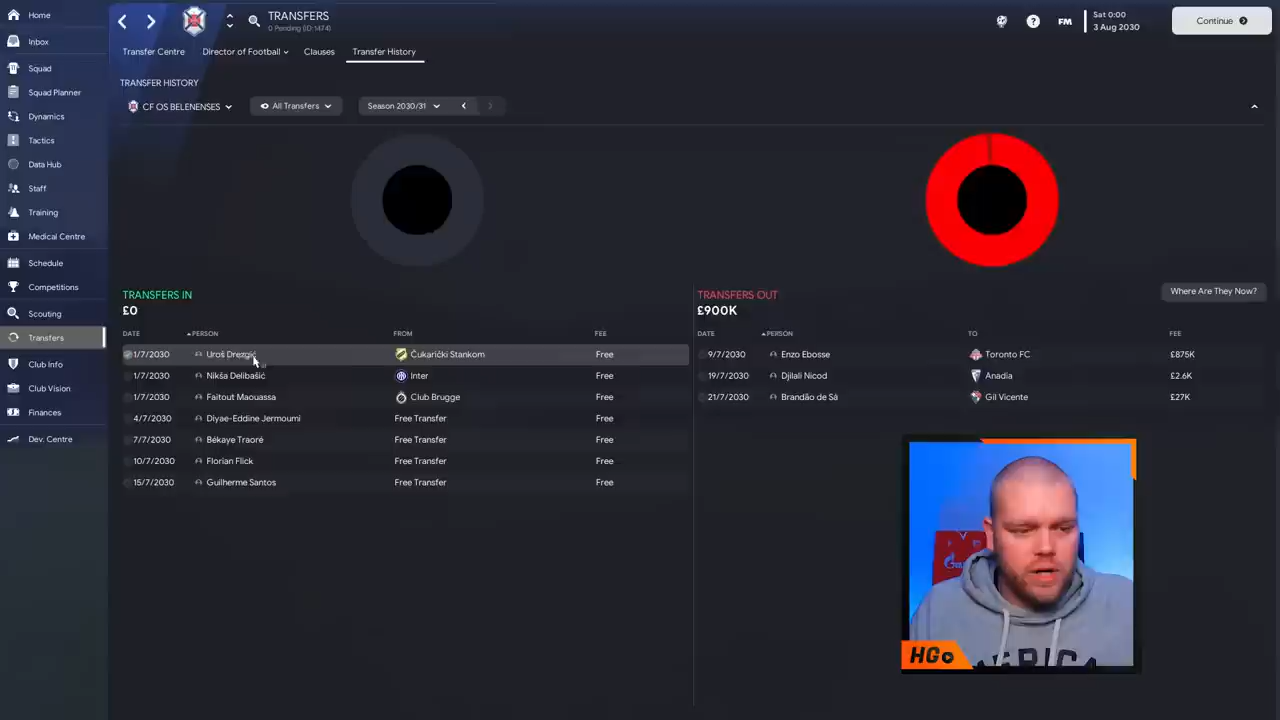 Home
Inbox
Squad
Squad Planner
Dynamics
Tactics
Data Hub
Staff
Training
Medical Centre
Schedule
Competitions
Scouting
Transfers
Club Info
Club Vision
Finances
Dev. Centre
TRANSFERS
0 Pending (ID:1474)
FM
Sat 0:00
3 Aug 2030
Continue
Transfer Centre
Director of Football
Clauses
Transfer History
TRANSFER HISTORY
CF OS BELENENSES
All Transfers
Season 2030/31
TRANSFERS IN
£0
DATE PERSON FROM FEE
1/7/2030 Uroš Drezgić Čukarički Stankom Free
1/7/2030 Nikša Delibašić Inter Free
1/7/2030 Faitout Maouassa Club Brugge Free
4/7/2030 Diyae-Eddine Jermoumi Free Transfer Free
7/7/2030 Békaye Traoré Free Transfer Free
10/7/2030 Florian Flick Free Transfer Free
15/7/2030 Guilherme Santos Free Transfer Free
TRANSFERS OUT
£900K
Where Are They Now?
DATE PERSON TO FEE
9/7/2030 Enzo Ebosse Toronto FC £875K
19/7/2030 Djilali Nicod Anadia £2.6K
21/7/2030 Brandão de Sá Gil Vicente £27K
HGo